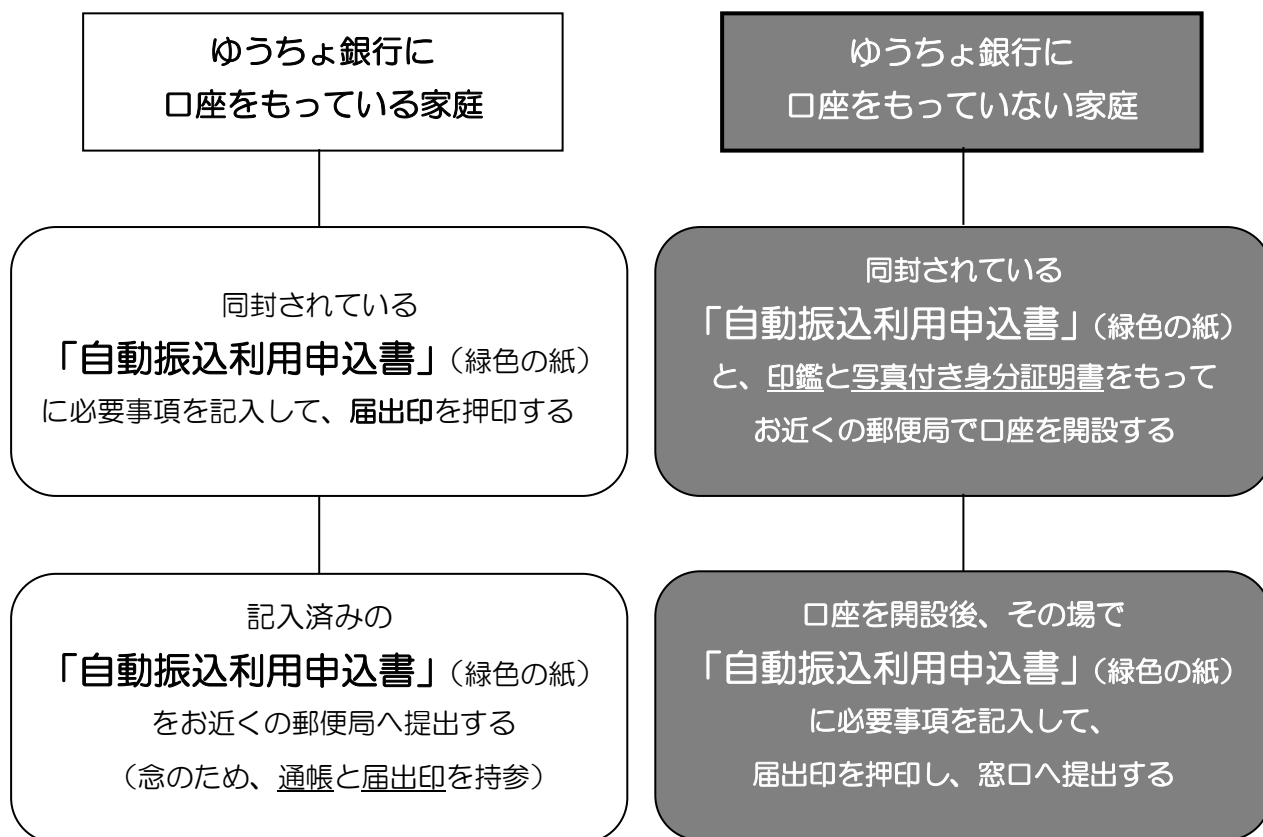 ゆうちょ銀行に
口座をもっている家庭
同封されている
「自動振込利用申込書」（緑色の紙）
に必要事項を記入して、届出印を押印する
記入済みの
「自動振込利用申込書」（緑色の紙）
をお近くの郵便局へ提出する
（念のため、通帳と届出印を持参）
ゆうちょ銀行に
口座をもっていない家庭
同封されている
「自動振込利用申込書」（緑色の紙）
と、印鑑と写真付き身分証明書をもって
お近くの郵便局で口座を開設する
口座を開設後、その場で
「自動振込利用申込書」（緑色の紙）
に必要事項を記入して、
届出印を押印し、窓口へ提出する